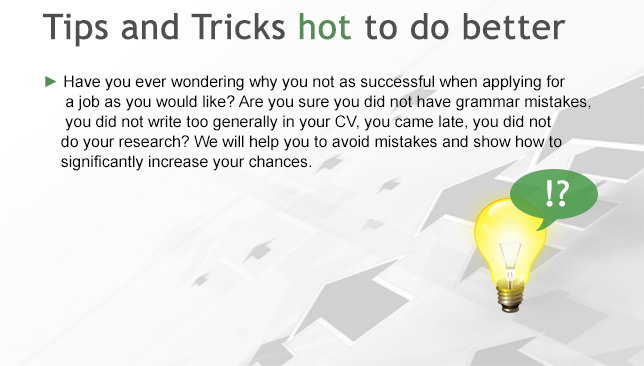 Tips and Tricks hot to do better
► Have you ever wondering why you not as successful when applying for
a job as you would like? Are you sure you did not have grammar mistakes,
you did not write too generally in your CV, you came late, you did not
do your research? We will help you to avoid mistakes and show how to
significantly increase your chances.
!?